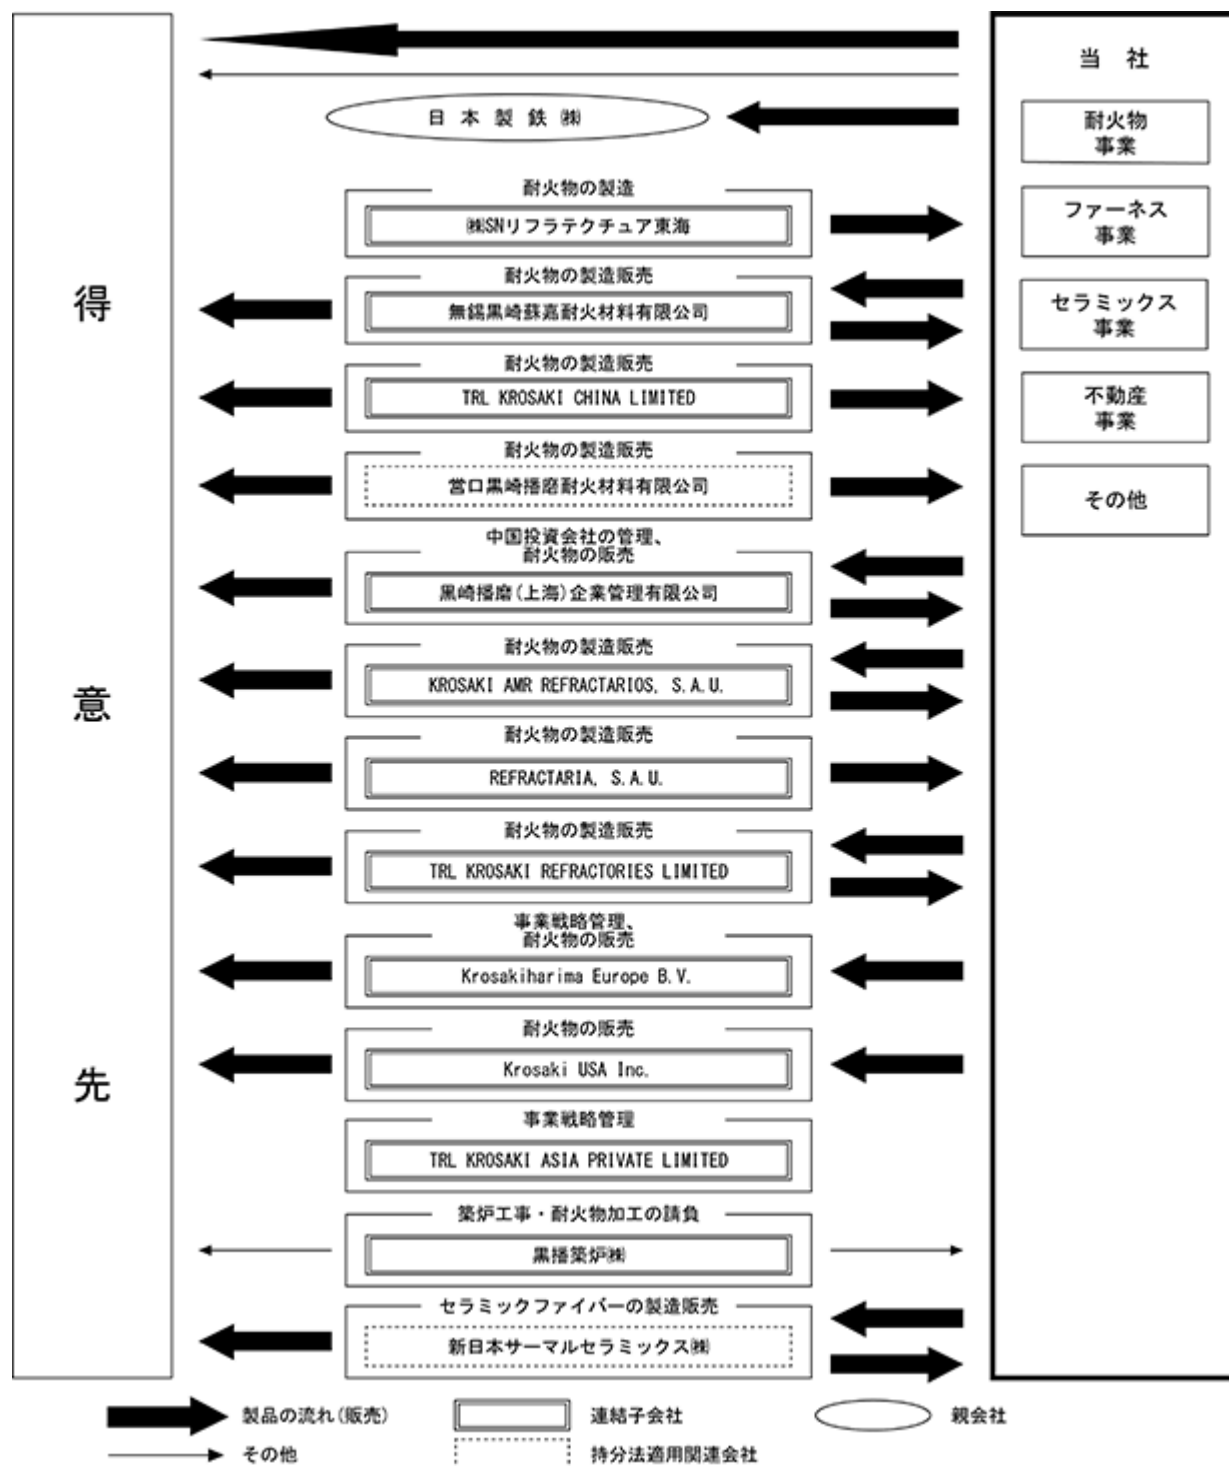 当 社
日 本 製 鉄 ㈱
耐火物
事業
耐火物の製造
㈱SNリフラテクチュア東海
ファーネス
事業
耐火物の製造販売
無錫黒崎蘇嘉耐火材料有限公司
セラミックス
事業
耐火物の製造販売
TRL KROSAKI CHINA LIMITED
不動産
事業
耐火物の製造販売
営口黒崎播磨耐火材料有限公司
その他
中国投資会社の管理、
耐火物の販売
黒崎播磨(上海)企業管理有限公司
耐火物の製造販売
KROSAKI AMR REFRACTARIOS, S.A.U.
耐火物の製造販売
REFRACTARIA, S.A.U.
耐火物の製造販売
TRL KROSAKI REFRACTORIES LIMITED
事業戦略管理、
耐火物の販売
Krosakiharima Europe B.V.
耐火物の販売
Krosaki USA Inc.
事業戦略管理
TRL KROSAKI ASIA PRIVATE LIMITED
築炉工事・耐火物加工の請負
黒播築炉㈱
セラミックファイバーの製造販売
新日本サーマルセラミックス㈱
得意先
製品の流れ(販売)
連結子会社
親会社
その他
持分法適用関連会社